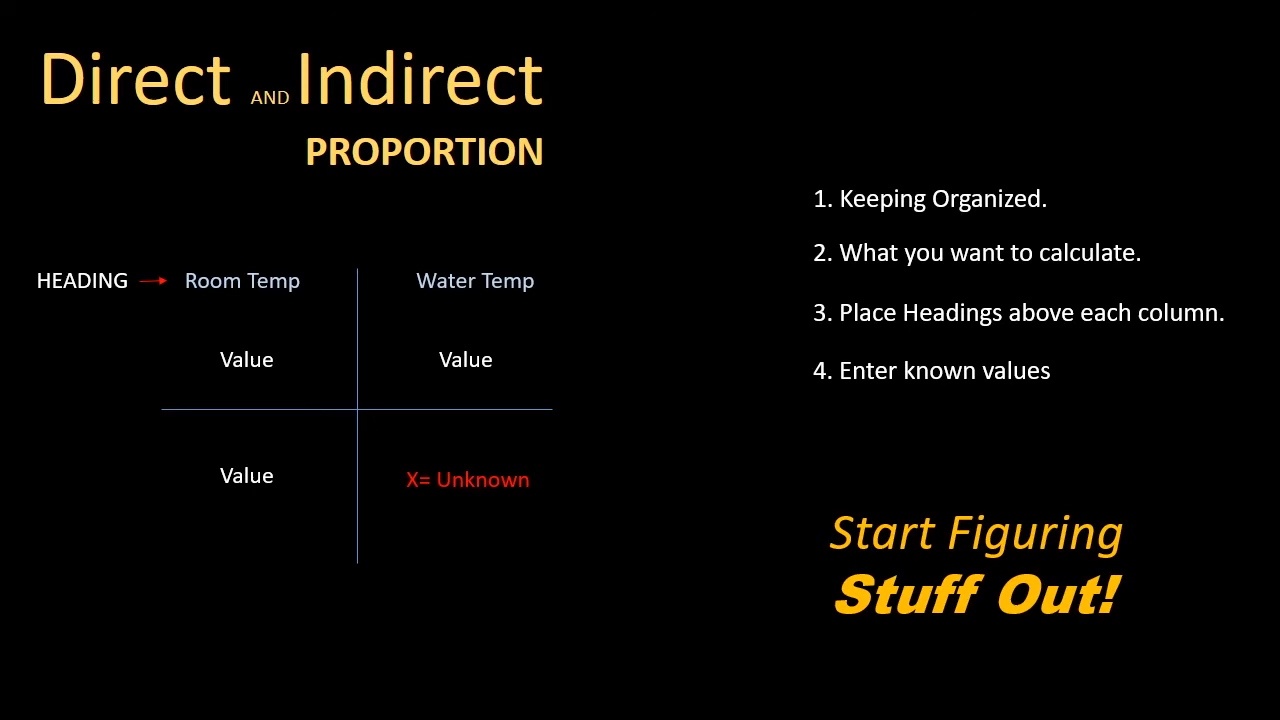 Direct AND Indirect
PROPORTION
1. Keeping Organized.
2. What you want to calculate.
3. Place Headings above each column.
4. Enter known values
HEADING Room Temp Water Temp
Value Value
Value X= Unknown
Start Figuring
Stuff Out!